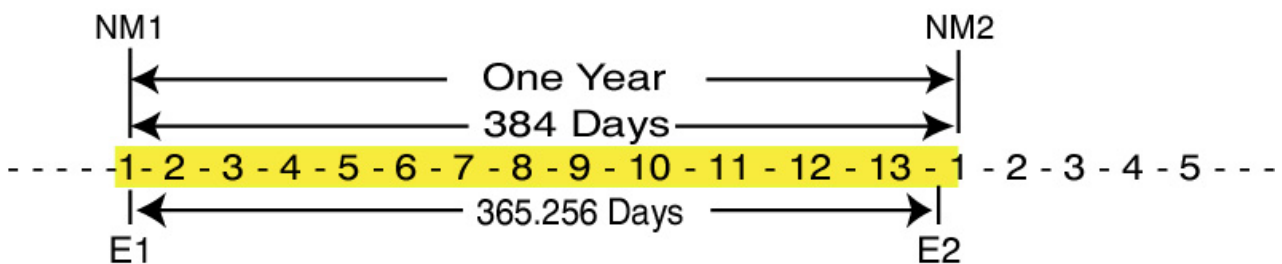 NM1 NM2
One Year
384 Days
- - - - -1- 2 - 3 - 4 - 5 - 6 - 7 - 8 - 9 - 10 - 11 - 12 - 13 - 1 - 2 - 3 - 4 - 5 - - -
365.256 Days
E1 E2